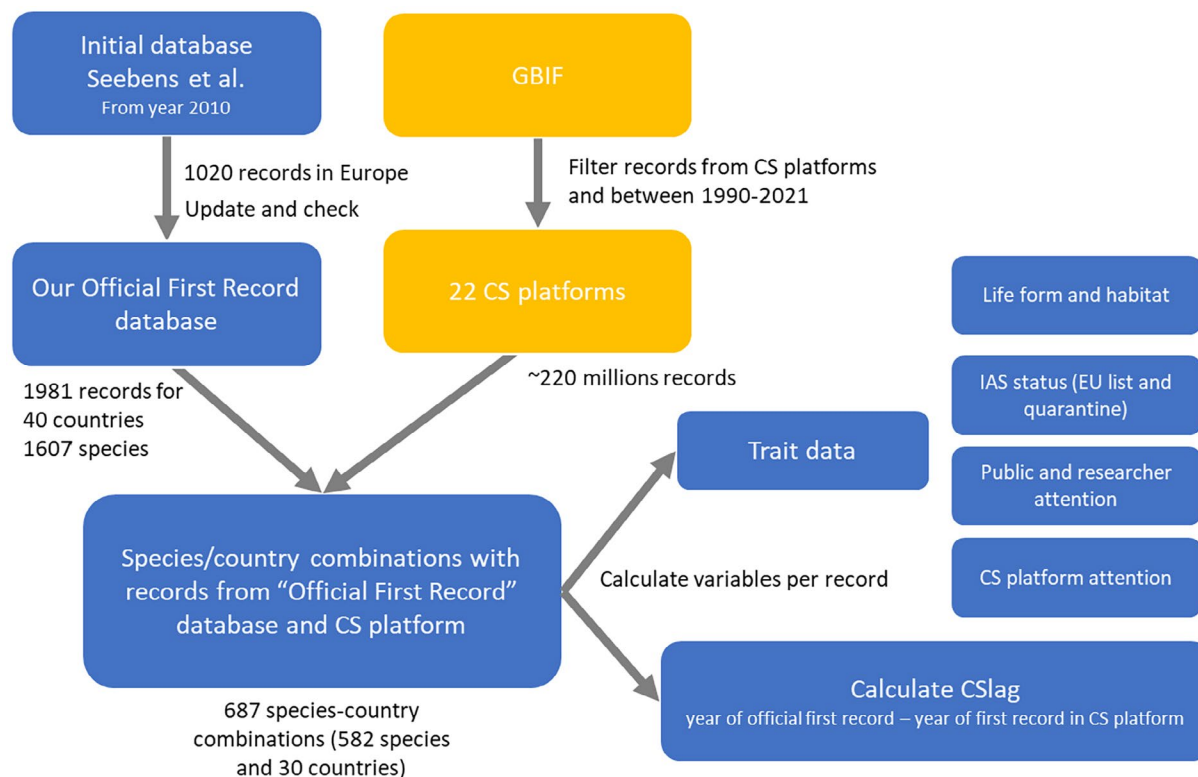 Initial database
Seebens et al.
From year 2010
GBIF
1020 records in Europe
Update and check
Filter records from CS platforms
and between 1990-2021
Our Official First Record
database
22 CS platforms
1981 records for
40 countries
1607 species
~220 millions records
Life form and habitat
IAS status (EU list and
quarantine)
Trait data
Public and researcher
attention
CS platform attention
Species/country combinations with
records from “Official First Record”
database and CS platform
Calculate variables per record
687 species-country
combinations (582 species
and 30 countries)
Calculate CSlag
year of official first record – year of first record in CS platform